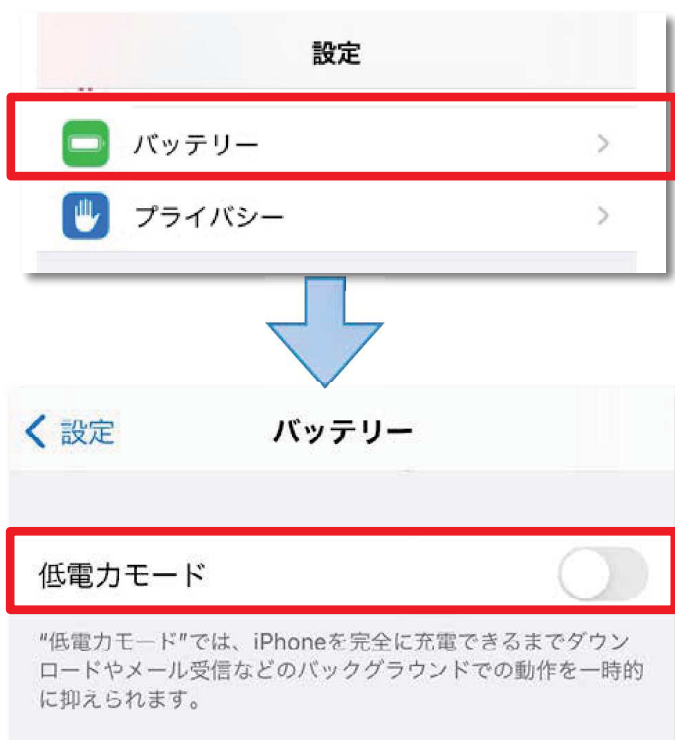 設定
バッテリー
プライバシー
設定
バッテリー
低電力モード
“低電力モード”では、iPhoneを完全に充電できるまでダウン
ロードやメール受信などのバックグラウンドでの動作を一時的
に抑えられます。